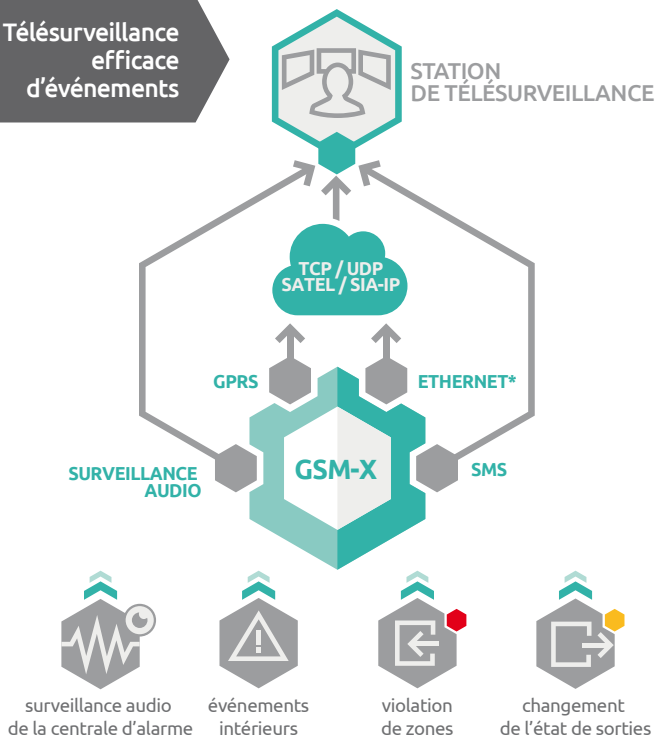 Télésurveillance
efficace
d'événements
STATION
DE TÉLÉSURVEILLANCE
TCP / UDP
SATEL / SIA-IP
GPRS
ETHERNET*
SURVEILLANCE
AUDIO
GSM-X
SMS
surveillance audio
de la centrale d'alarme
événements
intérieurs
violation
de zones
changement
de l'état de sorties